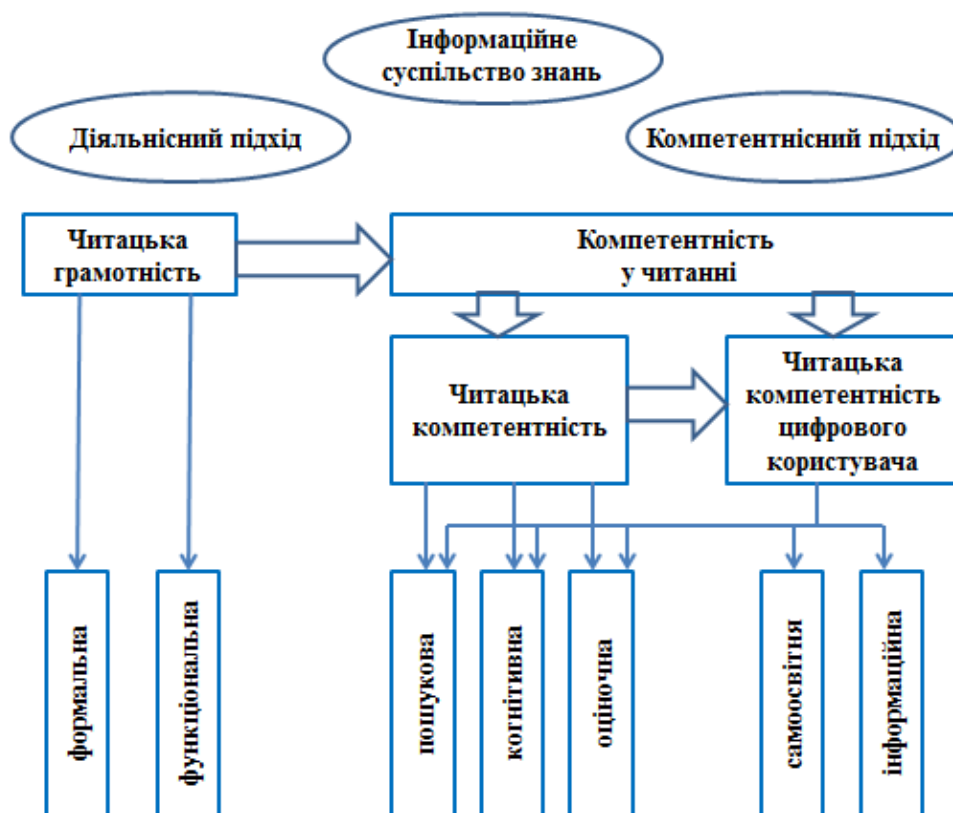 Інформаційне
суспільство знань
Діяльнісний підхід
Компетентнісний підхід
Читацька
грамотність
Компетентність
у читанні
Читацька
компетентність
Читацька
компетентність
цифрового
користувача
формальна
функціональна
пошукова
когнітивна
оціночна
самоосвітня
інформаційна